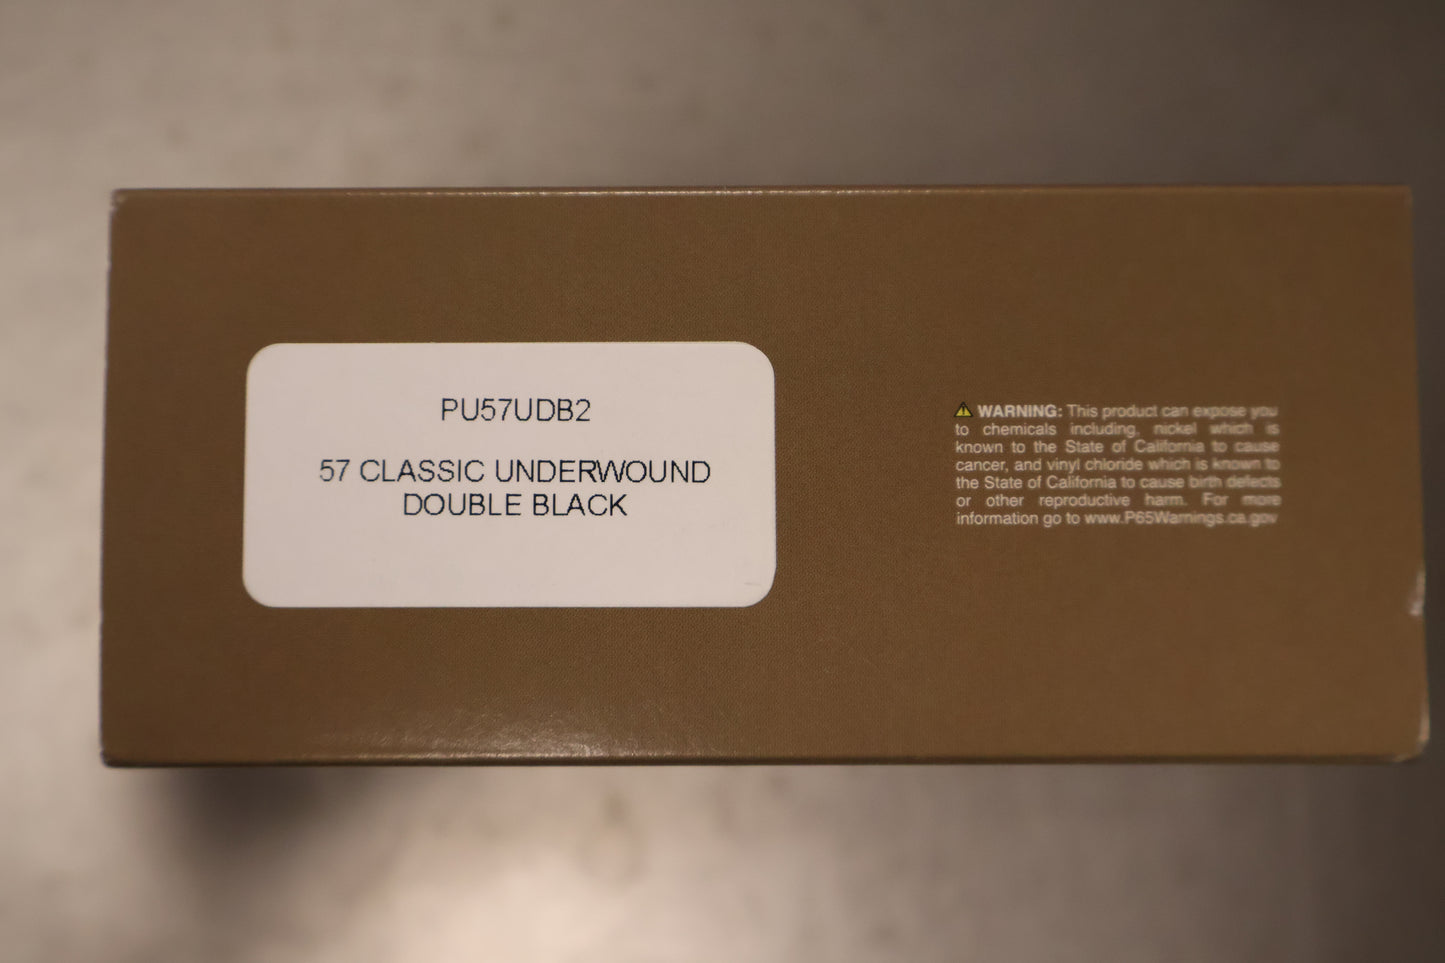 PU57UDB2
57 CLASSIC UNDERWOUND
DOUBLE BLACK
WARNING: This product can expose you
to chemicals including, nickel which is
known to the State of California to cause
cancer, and vinyl chloride which is known to
the State of California to cause birth defects
or other reproductive harm. For more
information go to www.P65Warnings.ca.gov